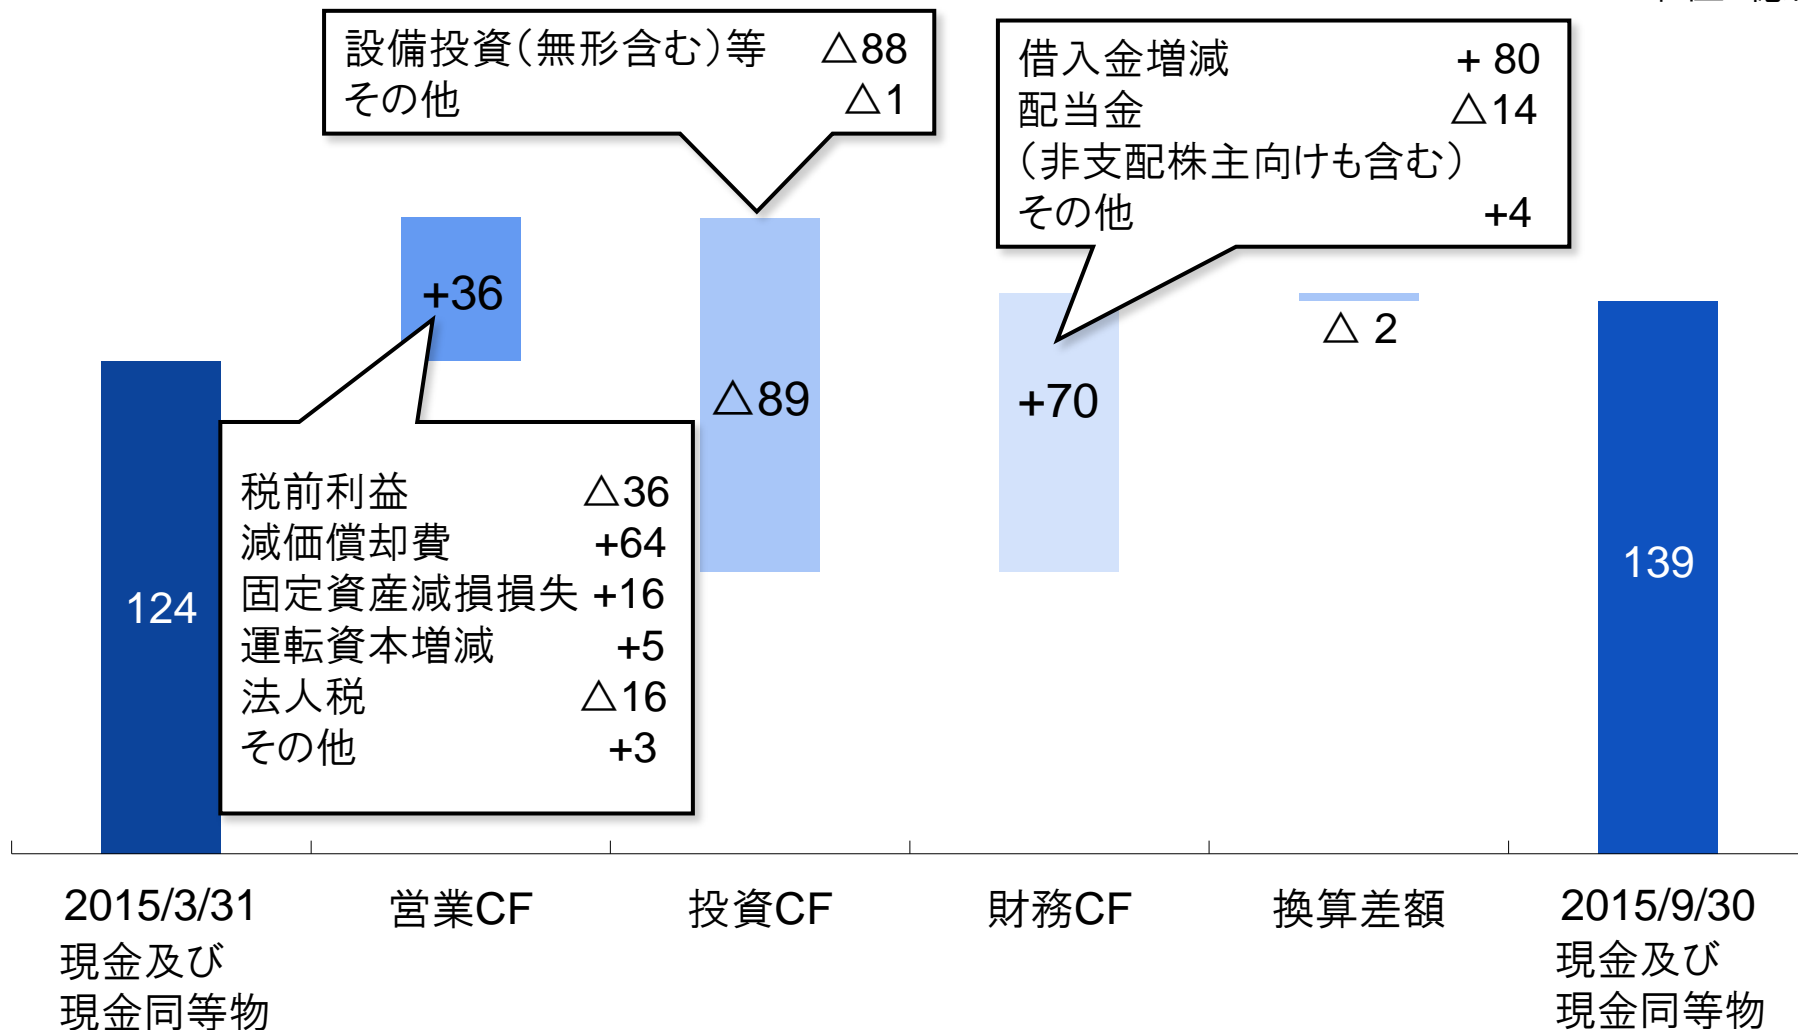 設備投資(無形含む)等 △88
その他 △1
借入金増減 + 80
配当金 △14
(非支配株主向けも含む)
その他 +4
+36
△89
+70
△ 2
税前利益 △36
減価償却費 +64
固定資産減損損失 +16
運転資本増減 +5
法人税 △16
その他 +3
124
139
2015/3/31
現金及び
現金同等物
営業CF
投資CF
財務CF
換算差額
2015/9/30
現金及び
現金同等物